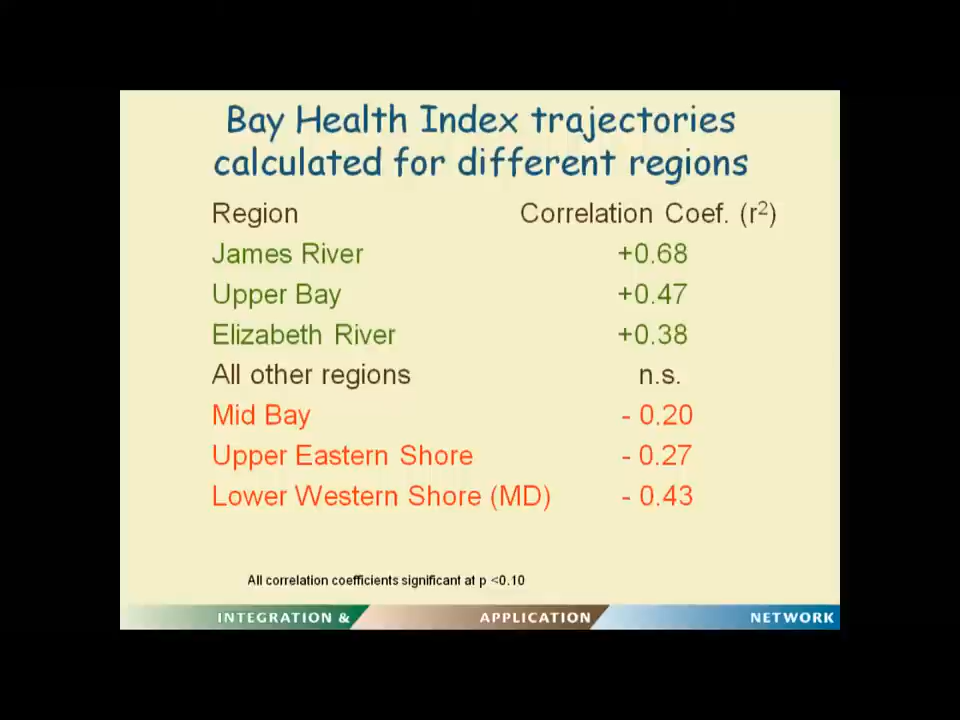 Bay Health Index trajectories
calculated for different regions
Region Correlation Coef. (r²)
James River +0.68
Upper Bay +0.47
Elizabeth River +0.38
All other regions n.s.
Mid Bay - 0.20
Upper Eastern Shore - 0.27
Lower Western Shore (MD) - 0.43
All correlation coefficients significant at p <0.10
INTEGRATION & APPLICATION NETWORK